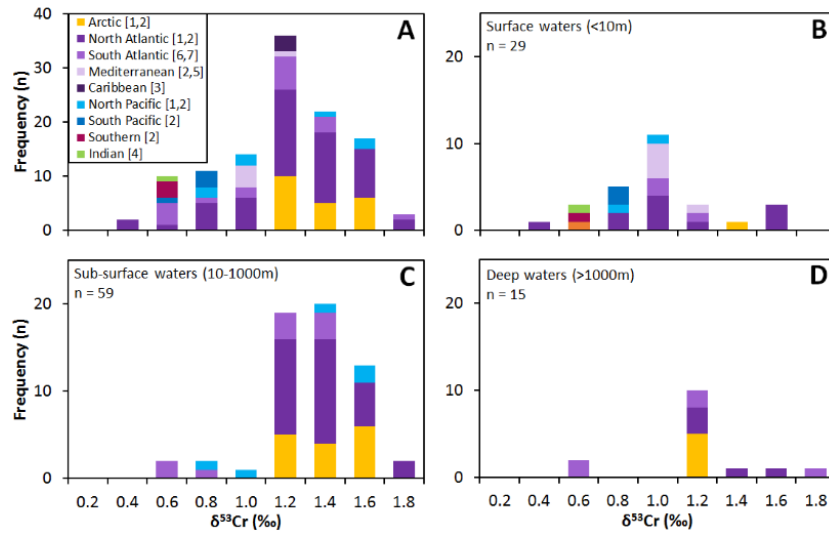 Arctic [1,2]
North Atlantic [1,2]
South Atlantic [6,7]
Mediterranean [2,5]
Caribbean [3]
North Pacific [1,2]
South Pacific [2]
Southern [2]
Indian [4]
A
40
30
20
10
0
Frequency (n)
Surface waters (<10m)
n = 29
B
20
10
0
Sub-surface waters (10-1000m)
n = 59
C
20
10
0
Frequency (n)
0.2 0.4 0.6 0.8 1.0 1.2 1.4 1.6 1.8
δ⁵³Cr (‰)
Deep waters (>1000m)
n = 15
D
20
10
0
0.2 0.4 0.6 0.8 1.0 1.2 1.4 1.6 1.8
δ⁵³Cr (‰)